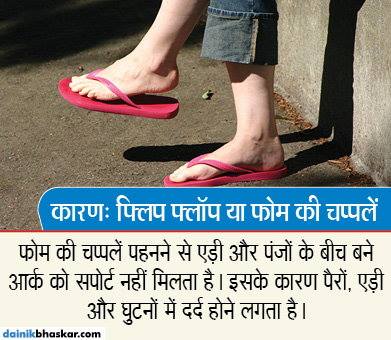 कारण: फ्लिप फ्लॉप या फोम की चप्पलें
फोम की चप्पलें पहनने से एड़ी और पंजों के बीच बने
आर्क को सपोर्ट नहीं मिलता है। इसके कारण पैरों, एड़ी
और घुटनों में दर्द होने लगता है।
dainikbhaskar.com